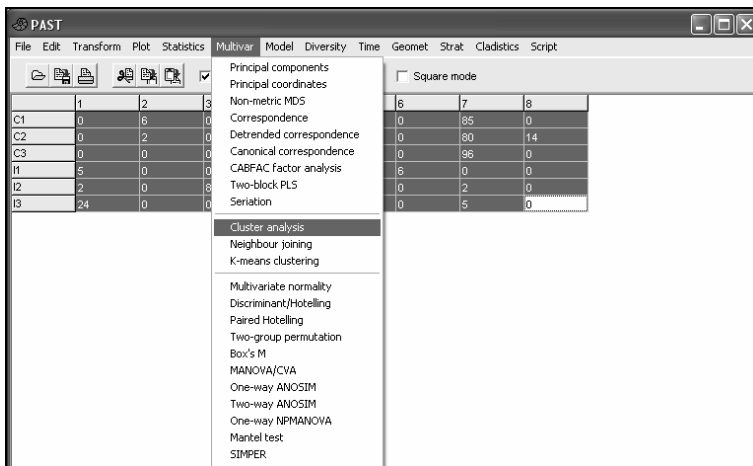 PAST
File Edit Transform Plot Statistics Multivar Model Diversity Time Geomet Strat Cladistics Script
Square mode
1 2 3 6 7 8
C1 0 6 0 0 85 0
C2 0 2 0 0 80 14
C3 0 0 0 0 96 0
I1 5 0 0 6 0 0
I2 2 0 8 0 2 0
I3 24 0 0 0 5 0
Principal components
Principal coordinates
Non-metric MDS
Correspondence
Detrended correspondence
Canonical correspondence
CABFAC factor analysis
Two-block PLS
Seriation
Cluster analysis
Neighbour joining
K-means clustering
Multivariate normality
Discriminant/Hotelling
Paired Hotelling
Two-group permutation
Box's M
MANOVA/CVA
One-way ANOSIM
Two-way ANOSIM
One-way NPMANOVA
Mantel test
SIMPER